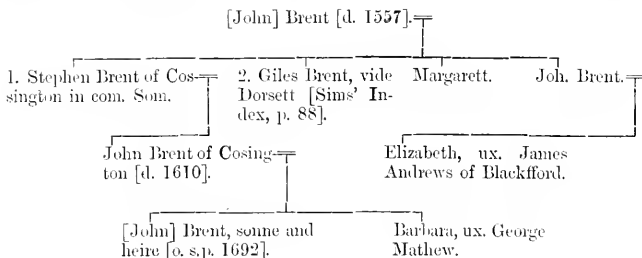 [John] Brent [d. 1557].
1. Stephen Brent of Cos-
sington in com. Som.
2. Giles Brent, vide
Dorsett [Sims' In-
dex, p. 88].
Margarett.
Joh. Brent.
John Brent of Cosing-
ton [d. 1610].
Elizabeth, ux. James
Andrews of Blackfford.
[John] Brent, sonne and
heire [o. s.p. 1692].
Barbara, ux. George
Mathew.